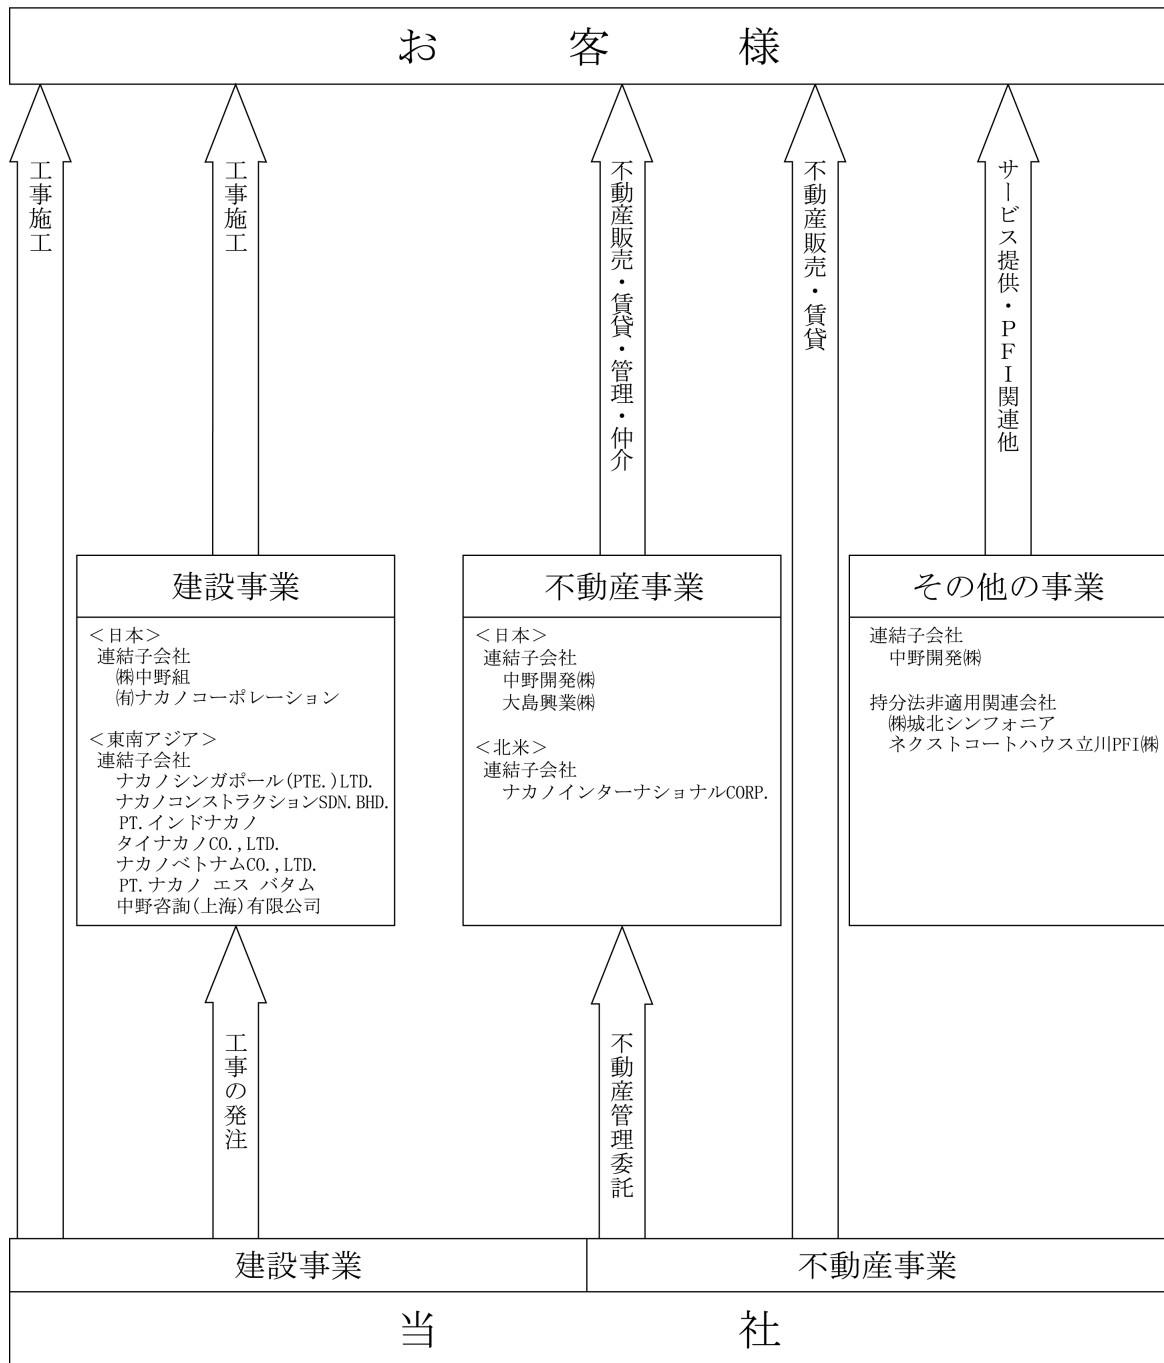 お客様
工事施工
工事施工
不動産販売・賃貸・管理・仲介
不動産販売・賃貸
サービス提供・ＰＦＩ関連他
建設事業
＜日本＞
連結子会社
㈱中野組
㈲ナカノコーポレーション
＜東南アジア＞
連結子会社
ナカノシンガポール(PTE.)LTD.
ナカノコンストラクションSDN.BHD.
PT.インドナカノ
タイナカノCO.,LTD.
ナカノベトナムCO.,LTD.
PT.ナカノ エス バタム
中野咨詢(上海)有限公司
不動産事業
＜日本＞
連結子会社
中野開発㈱
大島興業㈱
＜北米＞
連結子会社
ナカノインターナショナルCORP.
その他の事業
連結子会社
中野開発㈱
持分法非適用関連会社
㈱城北シンフォニア
ネクストコートハウス立川PFI㈱
工事の発注
不動産管理委託
建設事業
不動産事業
当社